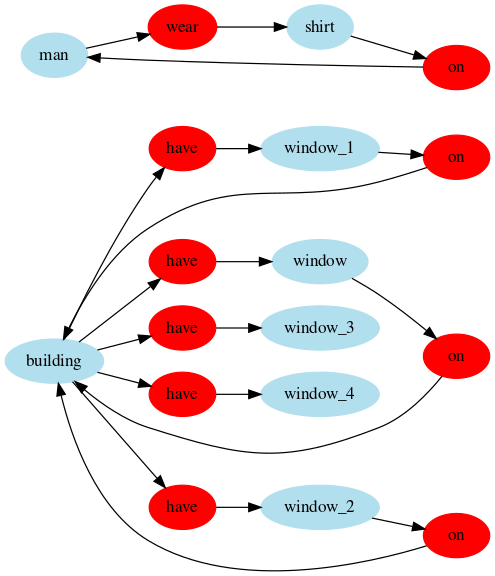 wear
shirt
man
on
have
window_1
on
have
window
have
window_3
on
building
have
window_4
have
window_2
on